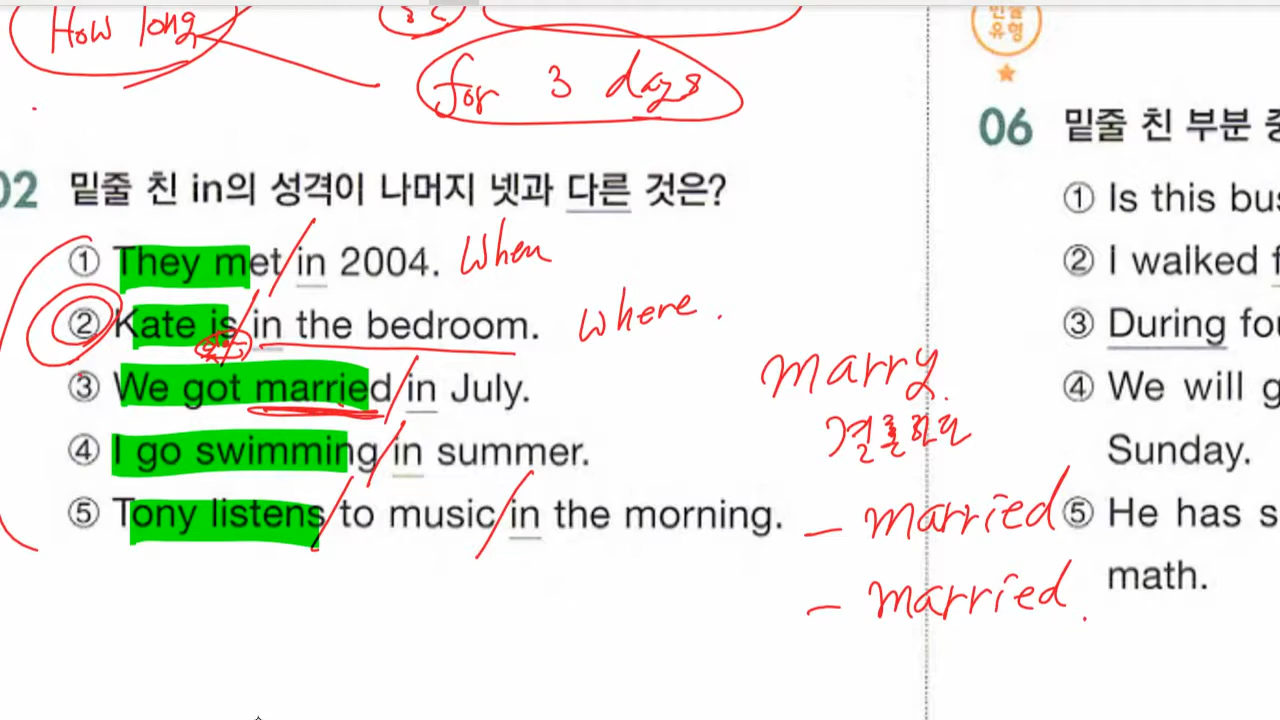 How long
for 3 days
02 밑줄 친 in의 성격이 나머지 넷과 다른 것은?
① They met in 2004. When
② Kate is in the bedroom. where.
③ We got married in July.
④ I go swimming in summer.
⑤ Tony listens to music in the morning.
marry.
결혼하다
- married
- married.
유형
06 밑줄 친 부분 중
① Is this bus
② I walked f
③ During for
④ We will g
Sunday.
⑤ He has s
math.